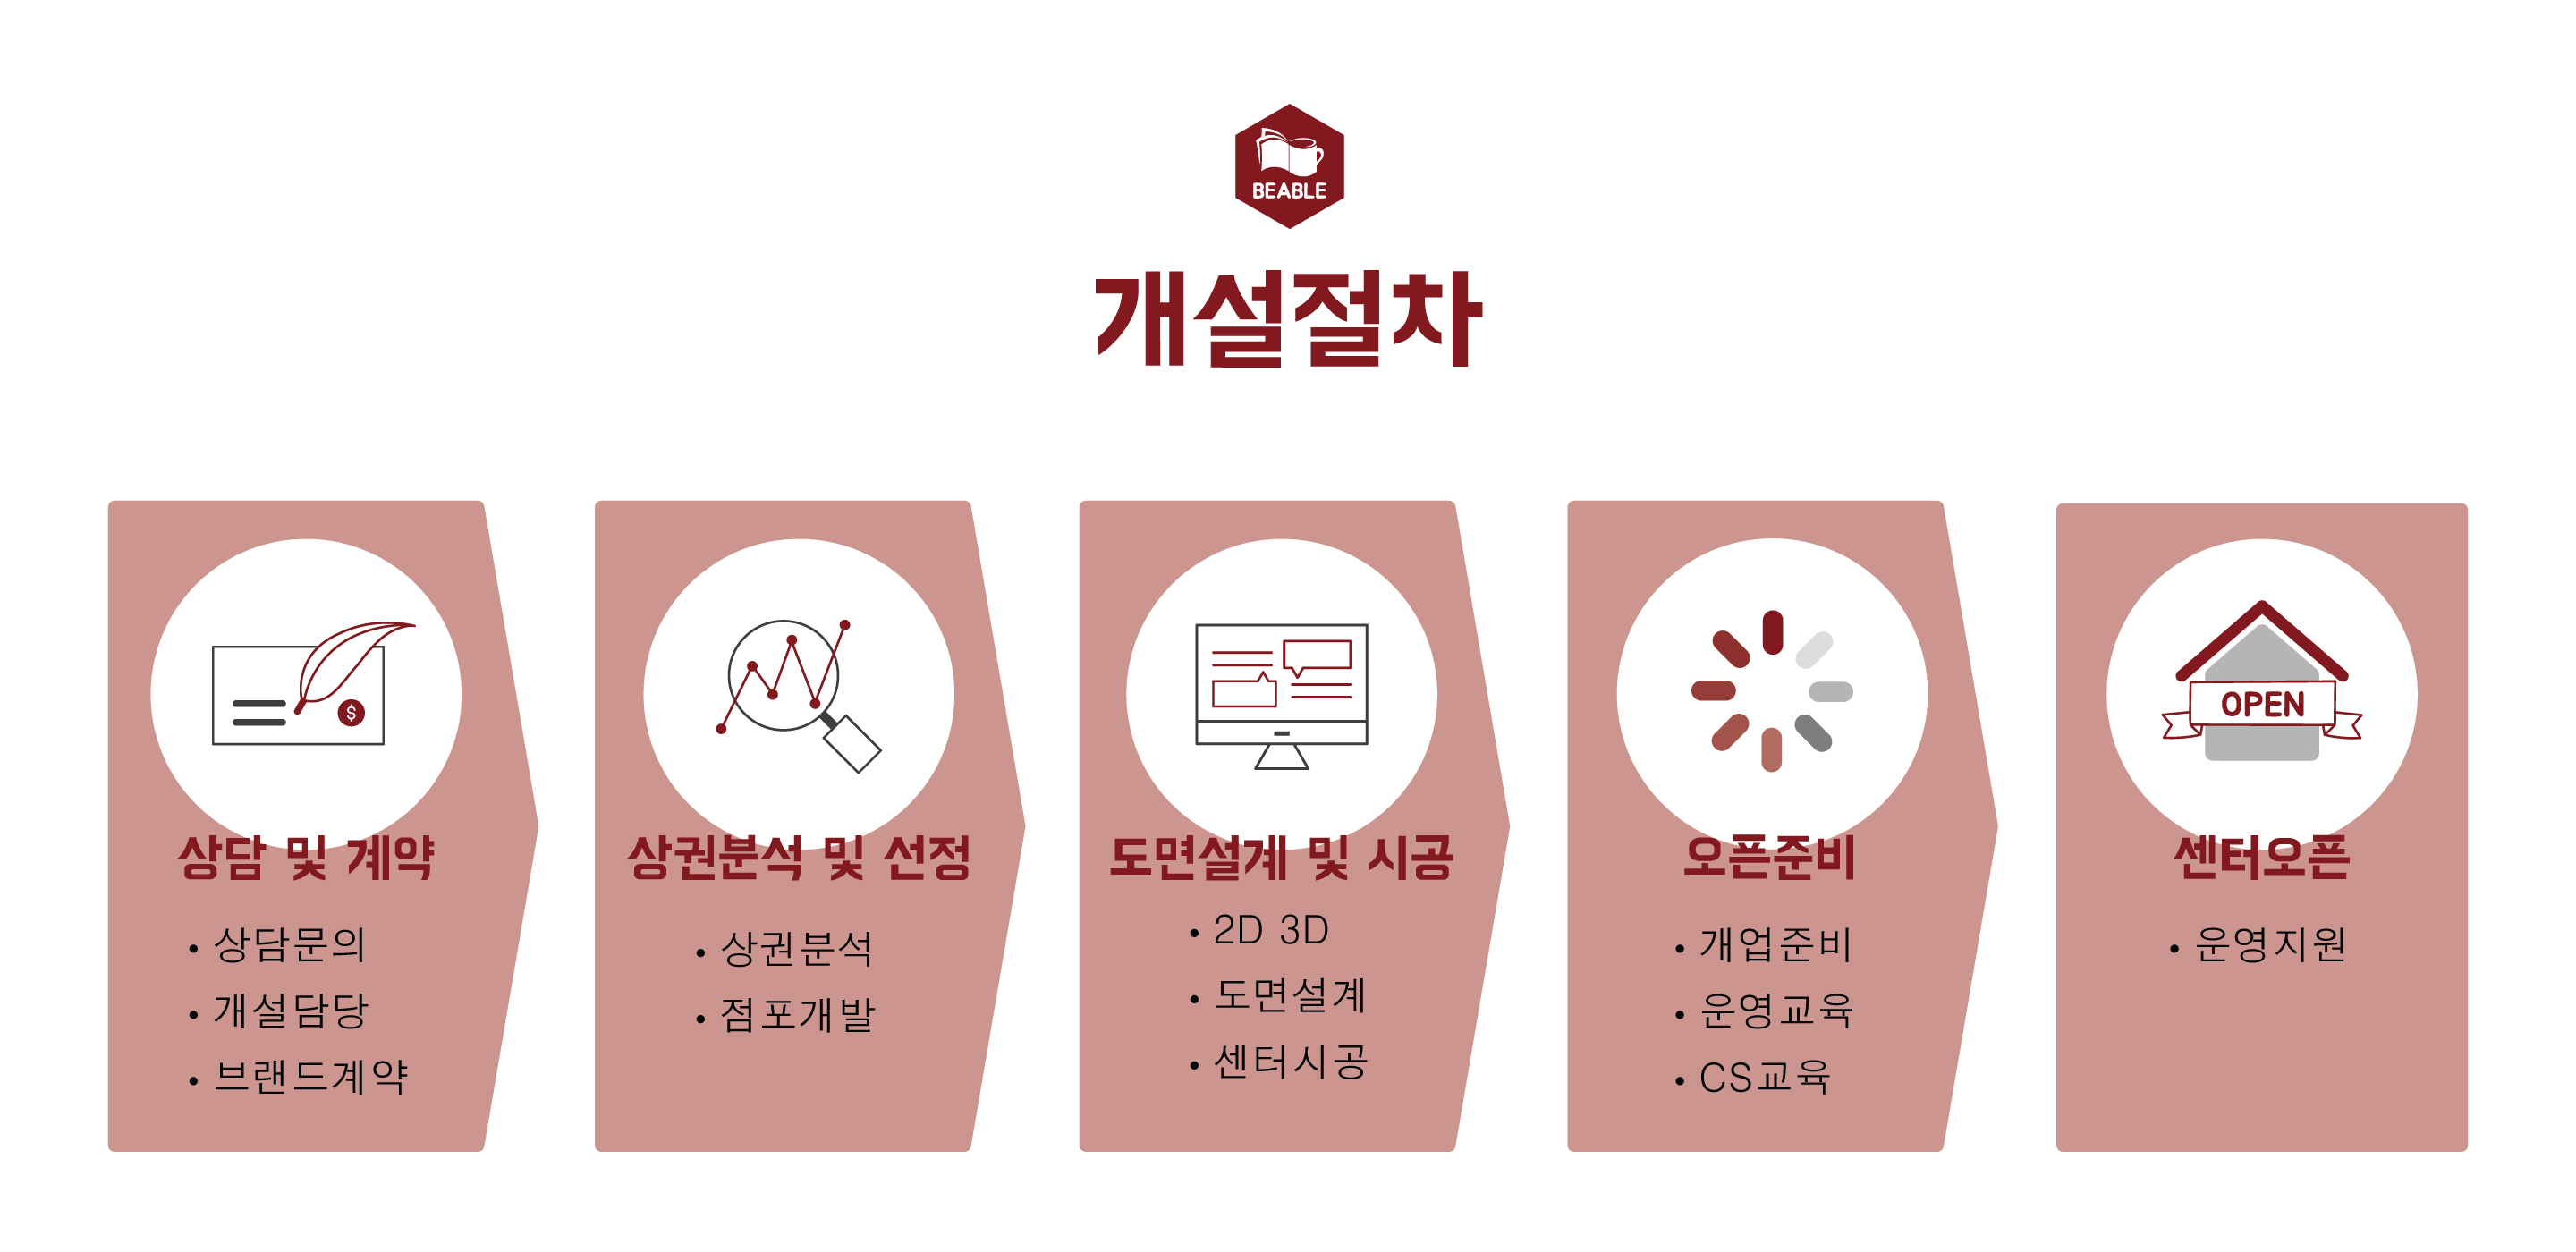 BEABLE
개설절차
$
상담 및 계약
• 상담문의
• 개설담당
• 브랜드계약
상권분석 및 선정
• 상권분석
• 점포개발
도면설계 및 시공
• 2D 3D
• 도면설계
• 센터시공
오픈준비
• 개업준비
• 운영교육
• CS교육
OPEN
센터오픈
• 운영지원